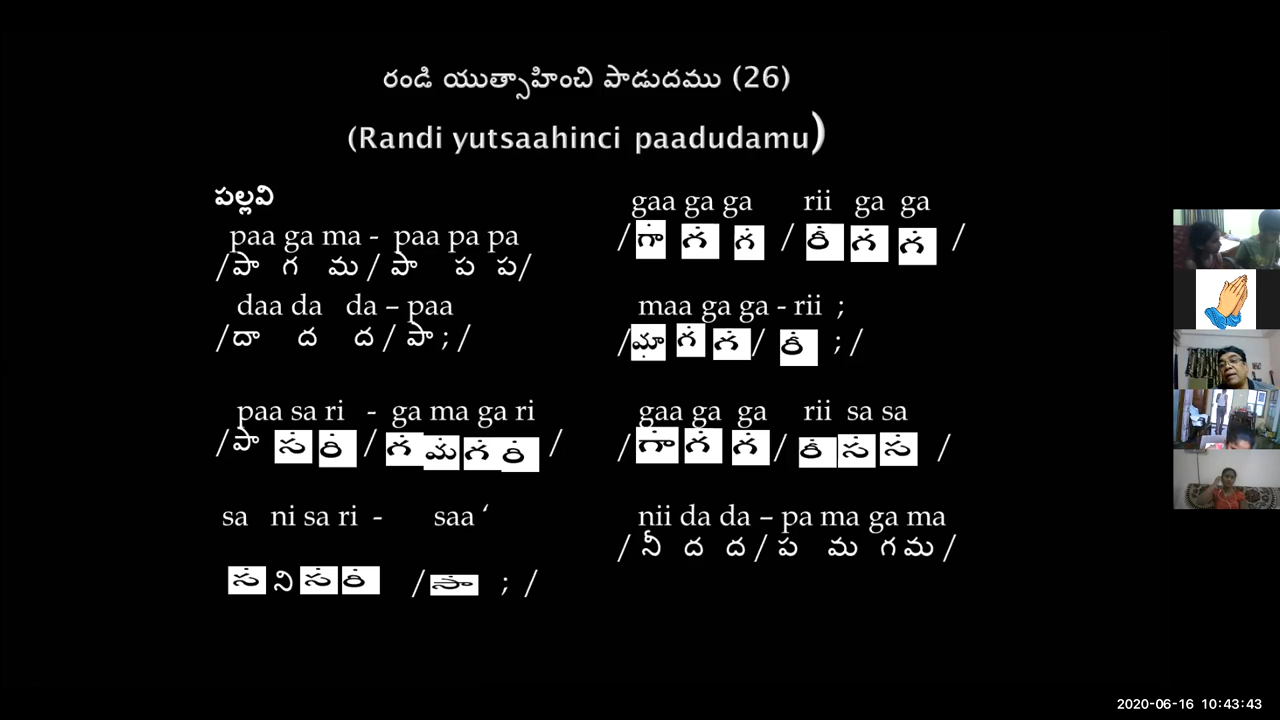 రండి యుత్సాహించి పాడుదము (26)
(Randi yutsaahinci paadudamu)
పల్లవి
paa ga ma - paa pa pa
/పా గ మ / పా ప ప/
daa da da – paa
/దా ద ద / పా ; /
paa sa ri - ga ma ga ri
/పా సం రిం / గం మం గం రిం /
sa ni sa ri - saa ‘
స ని స రి / సా ; /
gaa ga ga rii ga ga
/ గా గ గ / రీ గ గ /
maa ga ga - rii ;
/మా గ గ / రీ ; /
gaa ga ga rii sa sa
/ గా గ గ / రీ స స /
nii da da – pa ma ga ma
/ నీ ద ద / ప మ గ మ /
2020-06-16 10:43:43